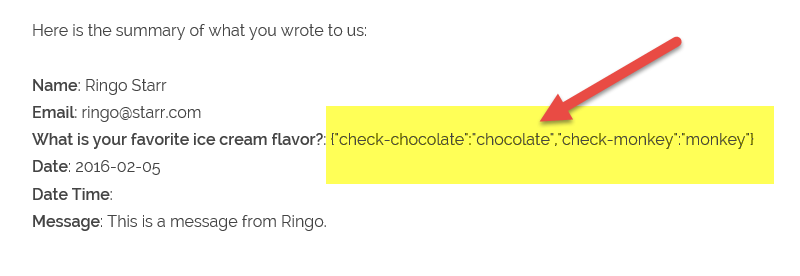 Here is the summary of what you wrote to us:
Name: Ringo Starr
Email: ringo@starr.com
What is your favorite ice cream flavor?: {"check-chocolate":"chocolate","check-monkey":"monkey"}
Date: 2016-02-05
Date Time:
Message: This is a message from Ringo.